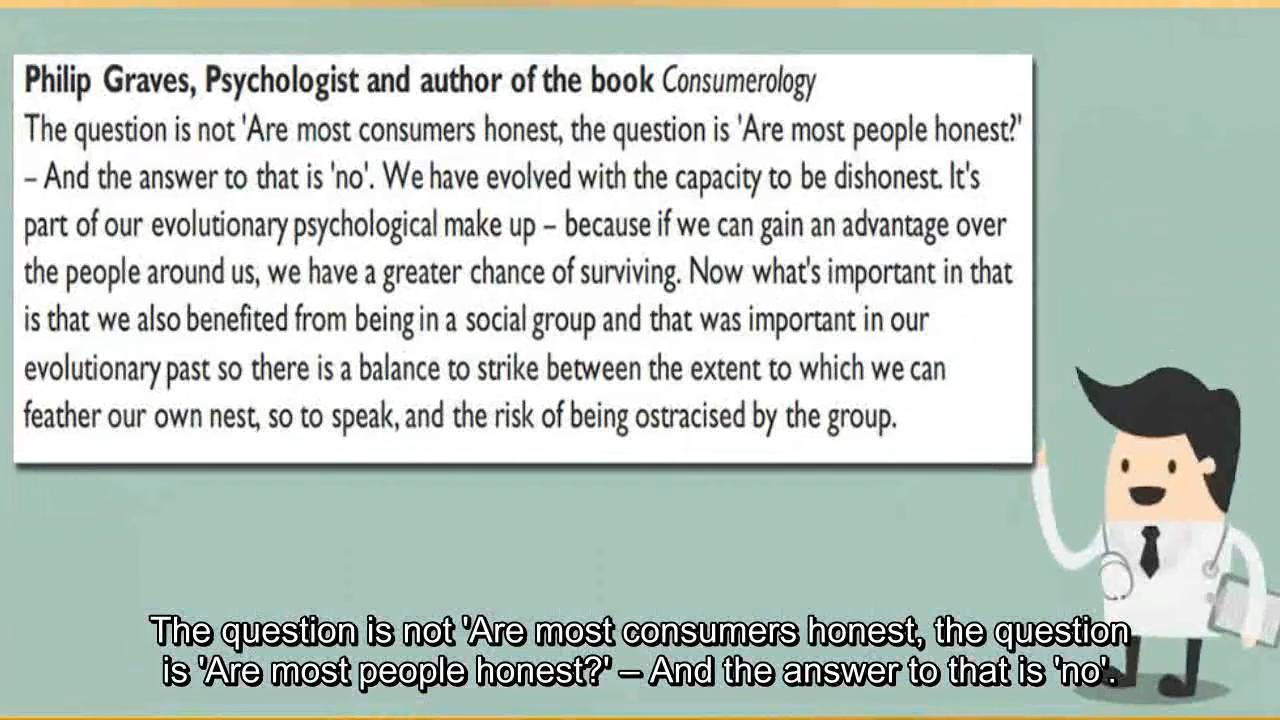 Philip Graves, Psychologist and author of the book Consumerology
The question is not 'Are most consumers honest, the question is 'Are most people honest?'
– And the answer to that is 'no'. We have evolved with the capacity to be dishonest. It's
part of our evolutionary psychological make up – because if we can gain an advantage over
the people around us, we have a greater chance of surviving. Now what's important in that
is that we also benefited from being in a social group and that was important in our
evolutionary past so there is a balance to strike between the extent to which we can
feather our own nest, so to speak, and the risk of being ostracised by the group.
The question is not 'Are most consumers honest, the question
is 'Are most people honest?' – And the answer to that is 'no'.